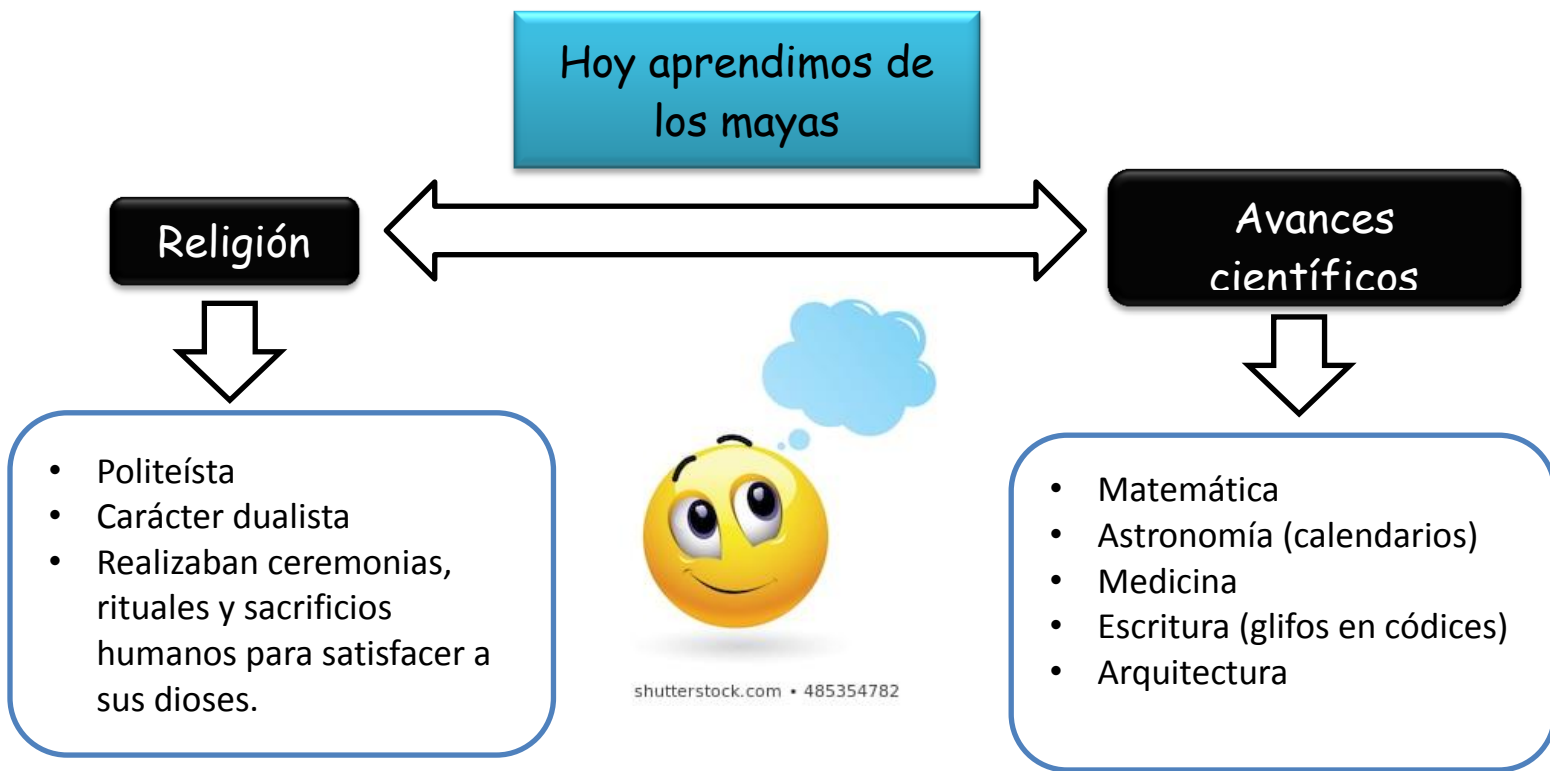 Hoy aprendimos de
los mayas
Religión
Avances
científicos
• Politeísta
• Carácter dualista
• Realizaban ceremonias,
rituales y sacrificios
humanos para satisfacer a
sus dioses.
• Matemática
• Astronomía (calendarios)
• Medicina
• Escritura (glifos en códices)
• Arquitectura
shutterstock.com • 485354782